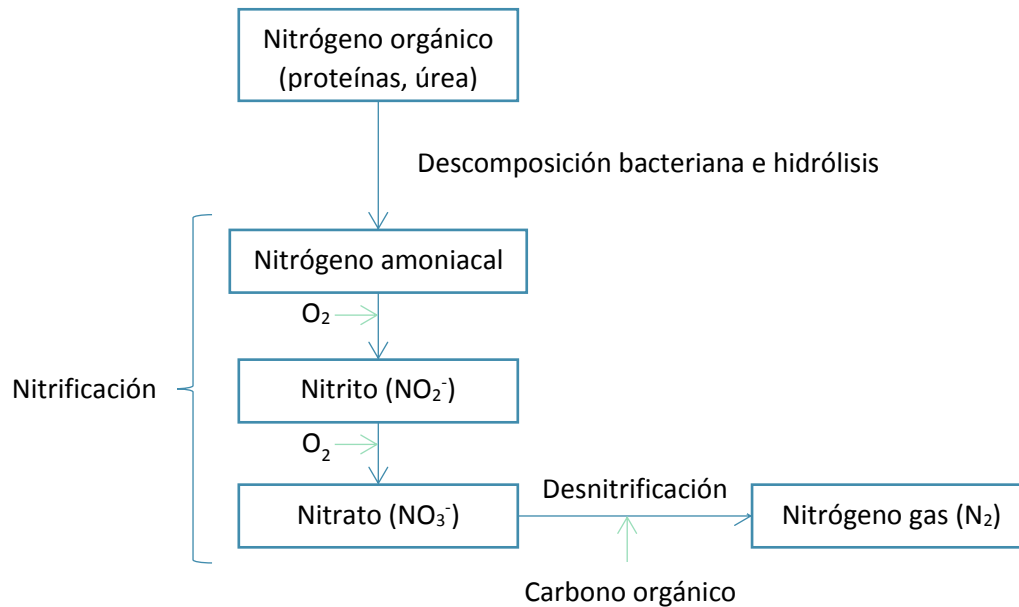 Nitrógeno orgánico
(proteínas, úrea)
Descomposición bacteriana e hidrólisis
Nitrógeno amoniacal
O₂
Nitrificación
Nitrito (NO₂⁻)
O₂
Desnitrificación
Nitrato (NO₃⁻)
Nitrógeno gas (N₂)
Carbono orgánico